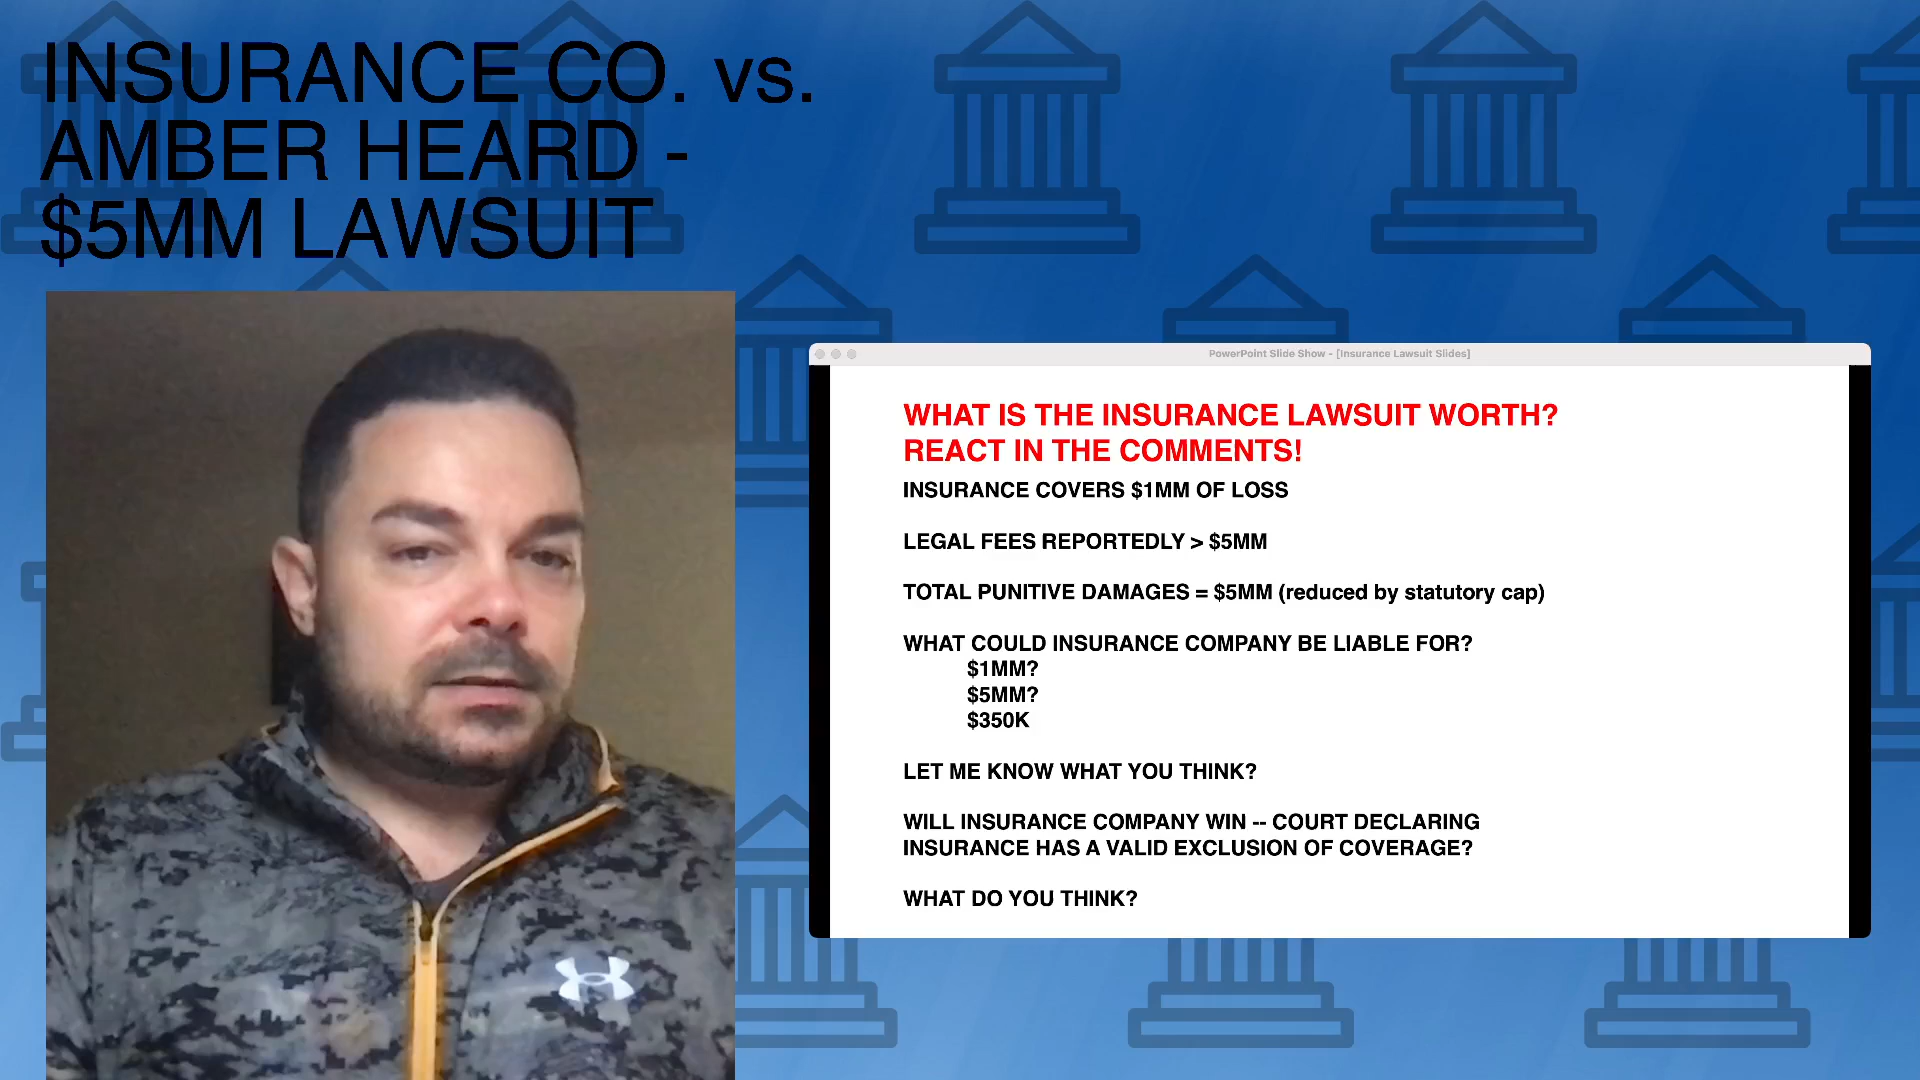 INSURANCE CO. vs.
AMBER HEARD -
$5MM LAWSUIT
PowerPoint Slide Show - [Insurance Lawsuit Slides]
WHAT IS THE INSURANCE LAWSUIT WORTH?
REACT IN THE COMMENTS!
INSURANCE COVERS $1MM OF LOSS
LEGAL FEES REPORTEDLY > $5MM
TOTAL PUNITIVE DAMAGES = $5MM (reduced by statutory cap)
WHAT COULD INSURANCE COMPANY BE LIABLE FOR?
$1MM?
$5MM?
$350K
LET ME KNOW WHAT YOU THINK?
WILL INSURANCE COMPANY WIN -- COURT DECLARING
INSURANCE HAS A VALID EXCLUSION OF COVERAGE?
WHAT DO YOU THINK?